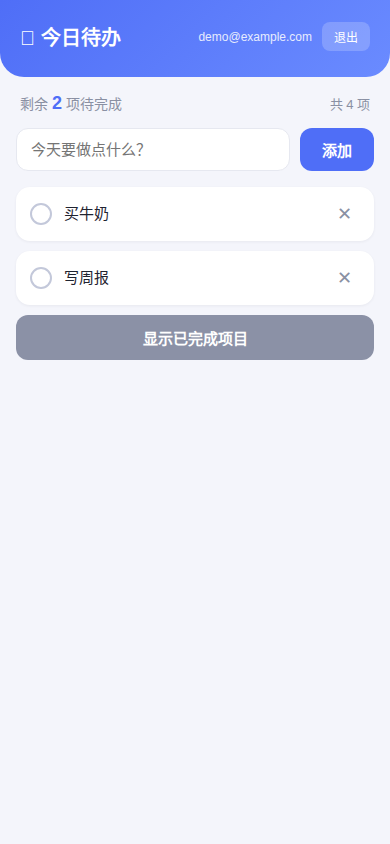 今日待办
demo@example.com
退出
剩余 2 项待完成
共 4 项
今天要做点什么?
添加
买牛奶
✕
写周报
✕
显示已完成项目